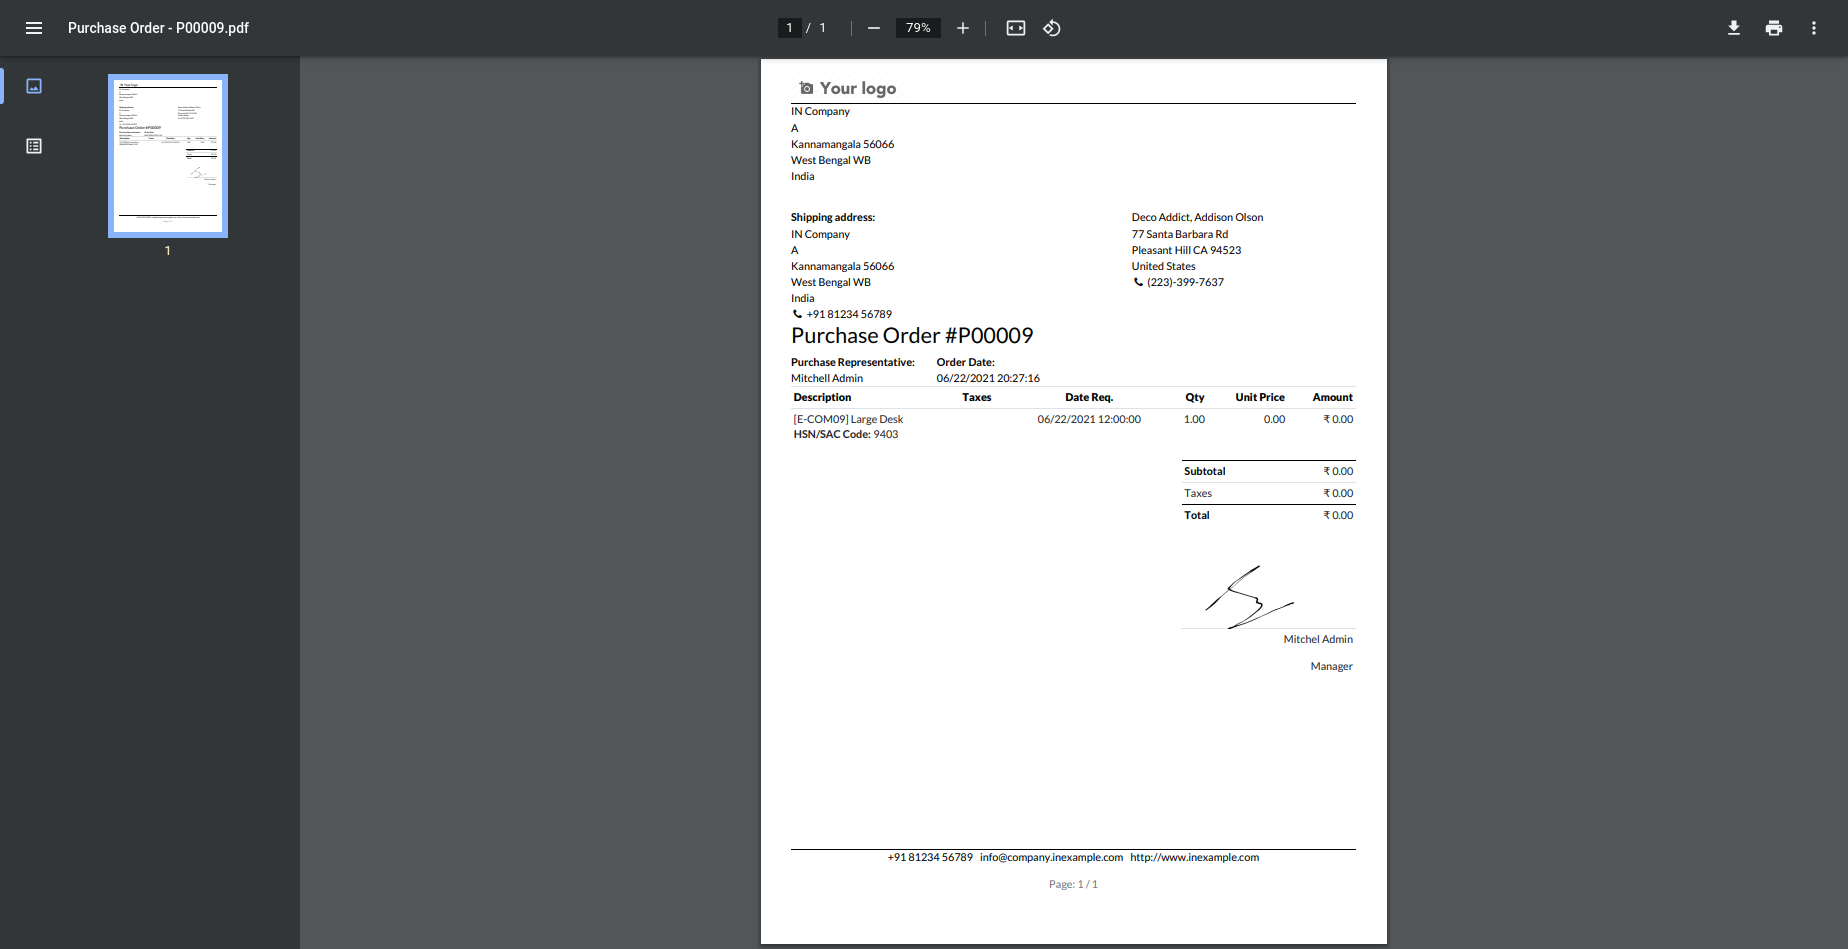 Purchase Order - P00009.pdf
1 / 1
79%
1
Your logo
IN Company
A
Kannamangala 56066
West Bengal WB
India
Shipping address:
IN Company
A
Kannamangala 56066
West Bengal WB
India
+91 81234 56789
Deco Addict, Addison Olson
77 Santa Barbara Rd
Pleasant Hill CA 94523
United States
(223)-399-7637
Purchase Order #P00009
Purchase Representative: Order Date:
Mitchell Admin 06/22/2021 20:27:16
Description Taxes Date Req. Qty Unit Price Amount
[E-COM09] Large Desk 06/22/2021 12:00:00 1.00 0.00 ₹ 0.00
HSN/SAC Code: 9403
Subtotal ₹ 0.00
Taxes ₹ 0.00
Total ₹ 0.00
Mitchel Admin
Manager
+91 81234 56789 info@company.inexample.com http://www.inexample.com
Page: 1 / 1